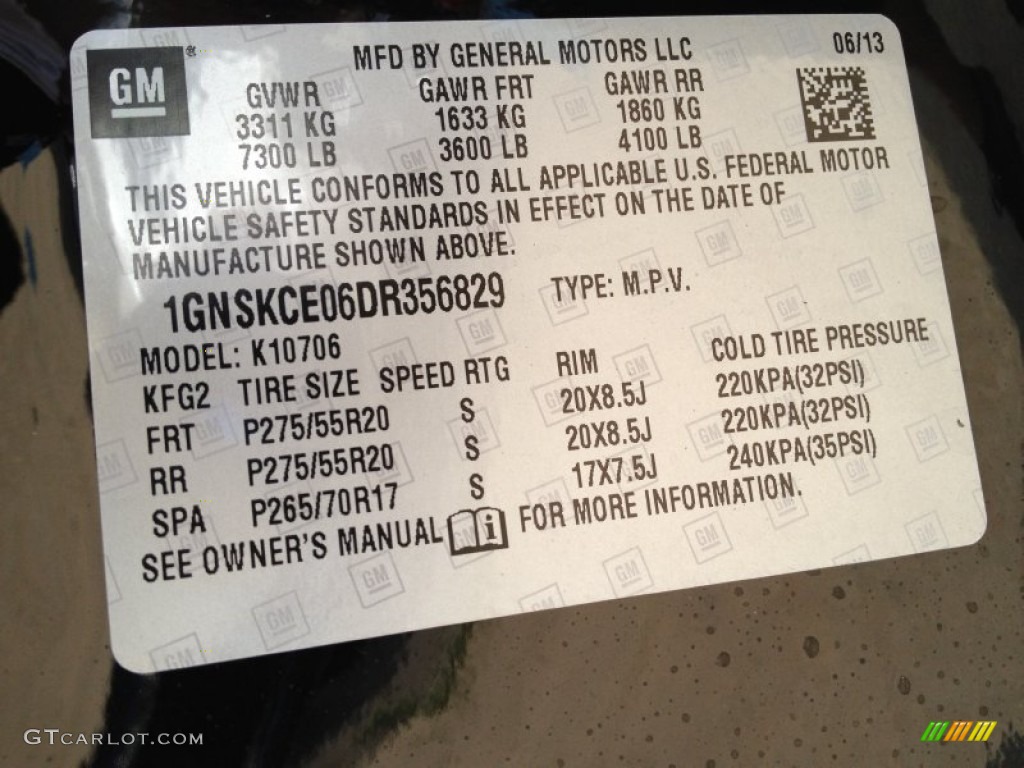 GM ® MFD BY GENERAL MOTORS LLC 06/13
GVWR GAWR FRT GAWR RR
3311 KG 1633 KG 1860 KG
7300 LB 3600 LB 4100 LB
THIS VEHICLE CONFORMS TO ALL APPLICABLE U.S. FEDERAL MOTOR
VEHICLE SAFETY STANDARDS IN EFFECT ON THE DATE OF
MANUFACTURE SHOWN ABOVE.
1GNSKCE06DR356829 TYPE: M.P.V.
MODEL: K10706
KFG2 TIRE SIZE SPEED RTG RIM COLD TIRE PRESSURE
FRT P275/55R20 S 20X8.5J 220KPA(32PSI)
RR P275/55R20 S 20X8.5J 220KPA(32PSI)
SPA P265/70R17 S 17X7.5J 240KPA(35PSI)
SEE OWNER'S MANUAL i FOR MORE INFORMATION.
GTCARLOT.COM